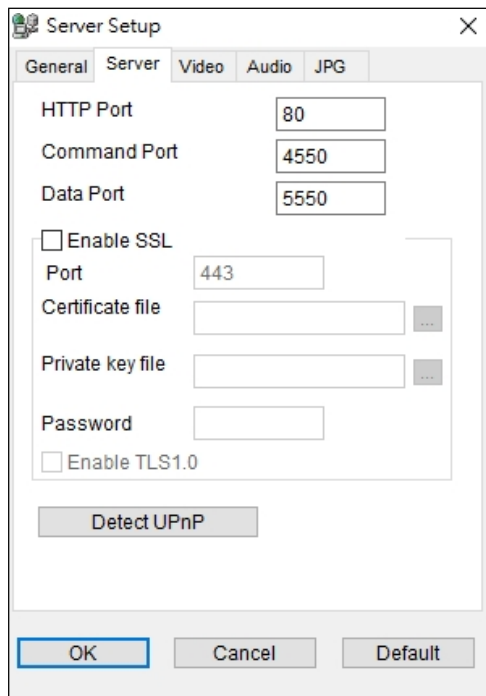 Server Setup
General Server Video Audio JPG
HTTP Port 80
Command Port 4550
Data Port 5550
Enable SSL
Port 443
Certificate file ...
Private key file ...
Password
Enable TLS1.0
Detect UPnP
OK Cancel Default